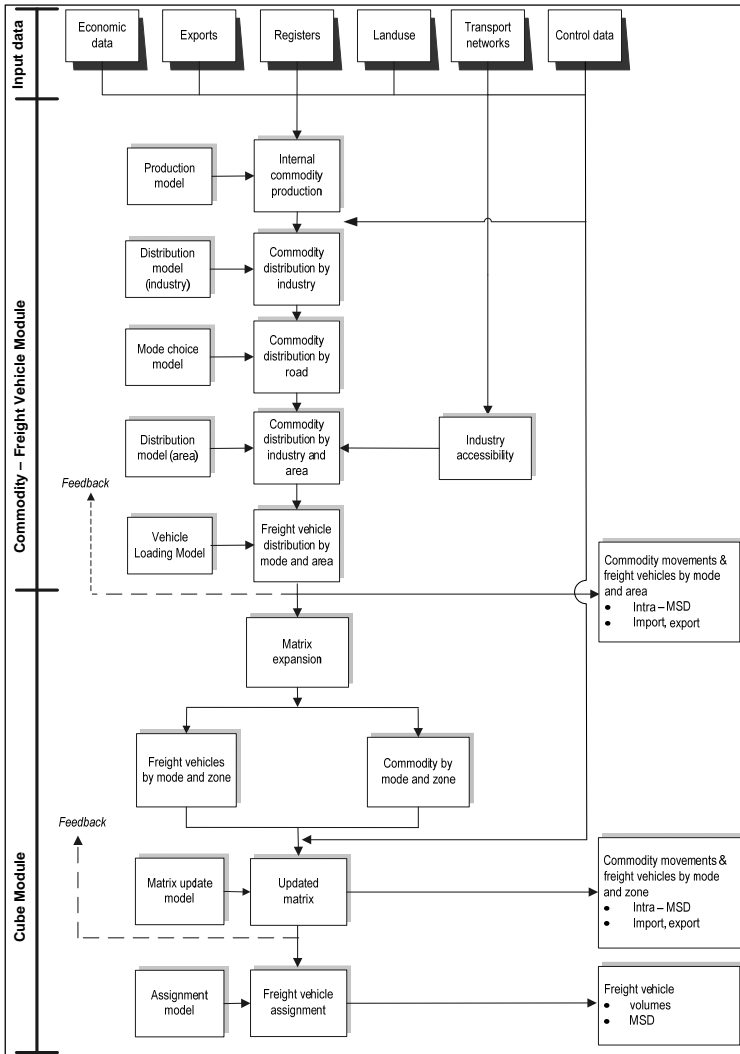 Input data
Economic
data
Exports
Registers
Landuse
Transport
networks
Control data
Commodity – Freight Vehicle Module
Production
model
Internal
commodity
production
Distribution
model
(industry)
Commodity
distribution by
industry
Mode choice
model
Commodity
distribution by
road
Distribution
model (area)
Commodity
distribution by
industry and
area
Industry
accessibility
Feedback
Vehicle
Loading Model
Freight vehicle
distribution by
mode and area
Commodity movements &
freight vehicles by mode
and area
• Intra – MSD
• Import, export
Cube Module
Matrix
expansion
Freight vehicles
by mode and zone
Commodity by
mode and zone
Feedback
Matrix update
model
Updated
matrix
Commodity movements &
freight vehicles by mode
and zone
• Intra – MSD
• Import, export
Assignment
model
Freight vehicle
assignment
Freight vehicle
• volumes
• MSD